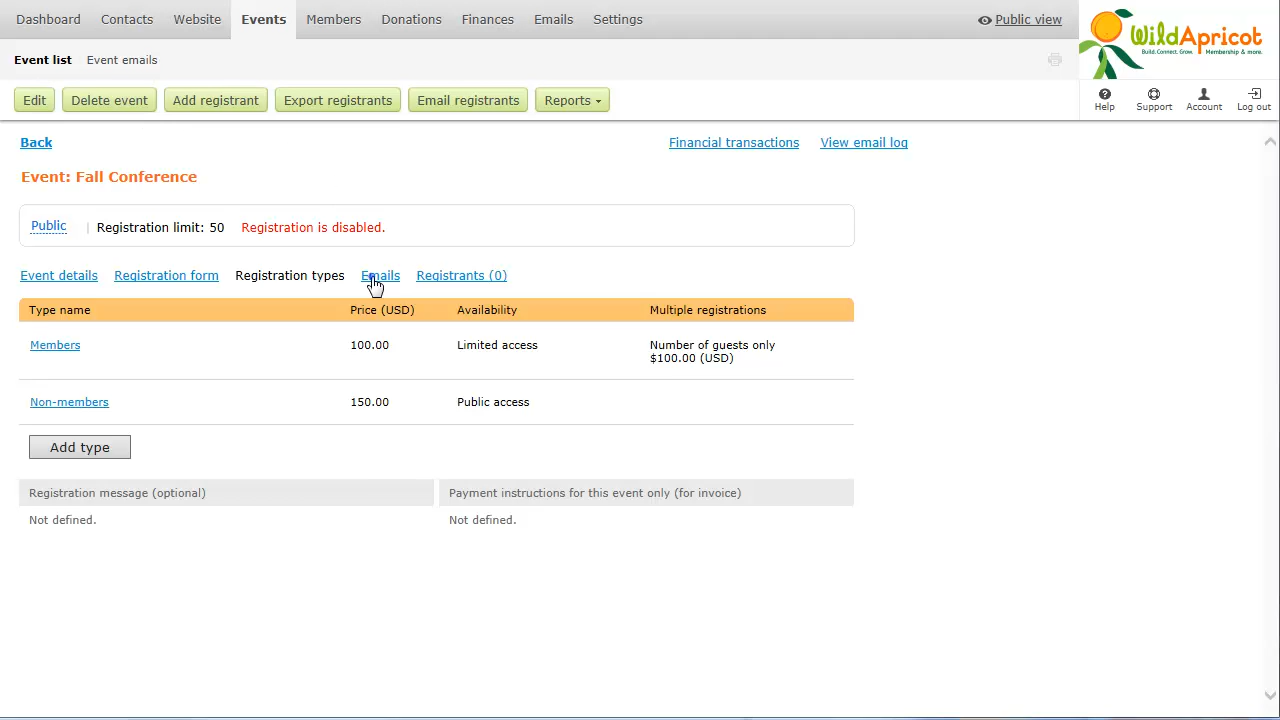 Dashboard Contacts Website Events Members Donations Finances Emails Settings Public view
WildApricot
Build. Connect. Grow. Membership & more.
Event list Event emails
Edit Delete event Add registrant Export registrants Email registrants Reports
Help Support Account Log out
Back Financial transactions View email log
Event: Fall Conference
Public | Registration limit: 50 Registration is disabled.
Event details Registration form Registration types Emails Registrants (0)
Type name Price (USD) Availability Multiple registrations
Members 100.00 Limited access Number of guests only
$100.00 (USD)
Non-members 150.00 Public access
Add type
Registration message (optional) Payment instructions for this event only (for invoice)
Not defined. Not defined.